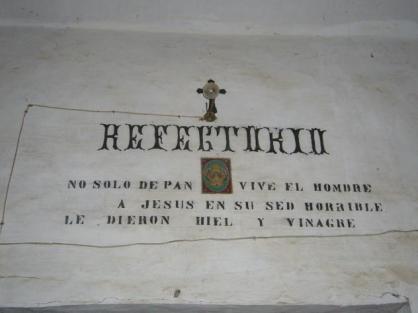 REFECTORIO
NO SOLO DE PAN VIVE EL HOMBRE
A JESUS EN SU SED HORRIBLE
LE DIERON HIEL Y VINAGRE